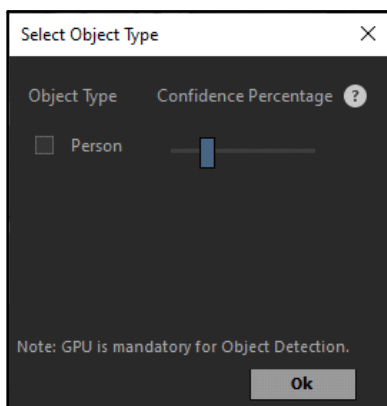 Select Object Type
Object Type Confidence Percentage ?
Person
Note: GPU is mandatory for Object Detection.
Ok